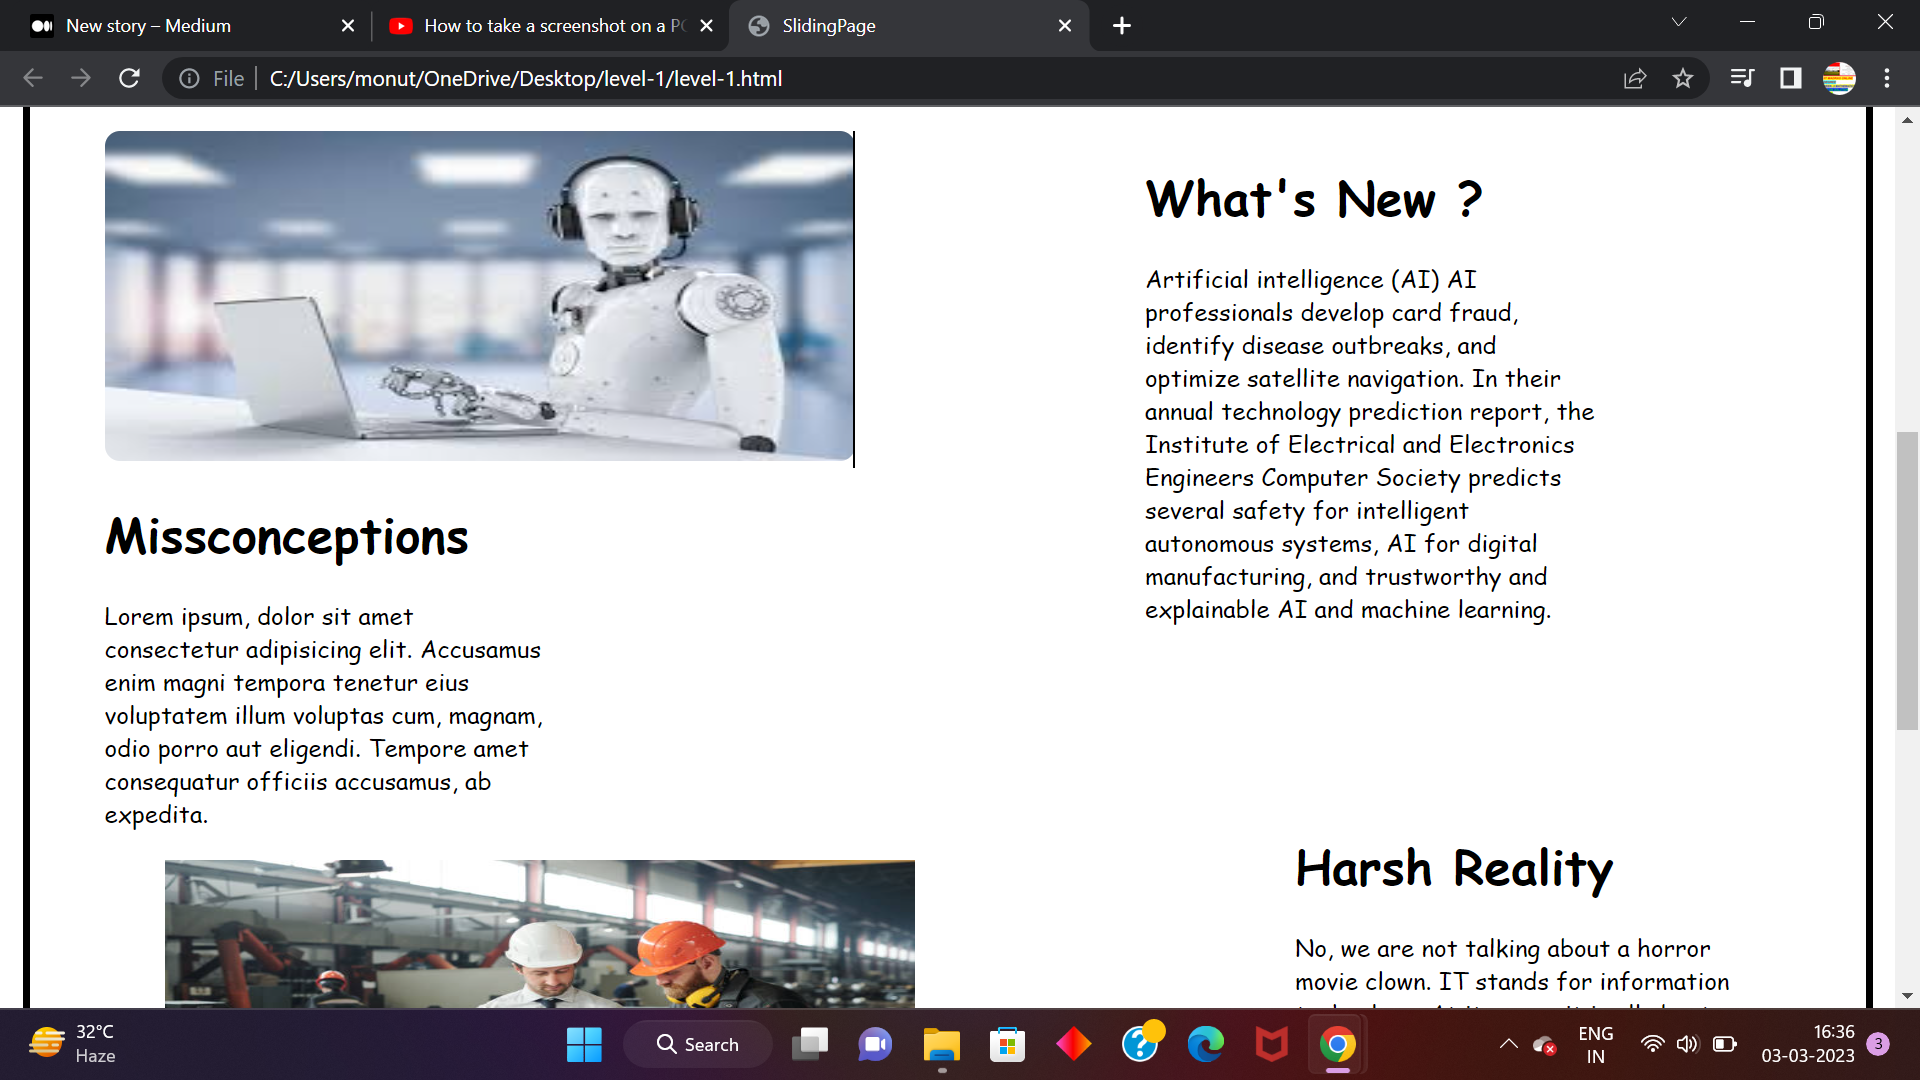 New story – Medium
How to take a screenshot on a PC
SlidingPage
File
C:/Users/monut/OneDrive/Desktop/level-1/level-1.html
What's New ?
Artificial intelligence (AI) AI
professionals develop card fraud,
identify disease outbreaks, and
optimize satellite navigation. In their
annual technology prediction report, the
Institute of Electrical and Electronics
Engineers Computer Society predicts
several safety for intelligent
autonomous systems, AI for digital
manufacturing, and trustworthy and
explainable AI and machine learning.
Missconceptions
Lorem ipsum, dolor sit amet
consectetur adipisicing elit. Accusamus
enim magni tempora tenetur eius
voluptatem illum voluptas cum, magnam,
odio porro aut eligendi. Tempore amet
consequatur officiis accusamus, ab
expedita.
Harsh Reality
No, we are not talking about a horror
movie clown. IT stands for information
32°C
Haze
Search
ENG
IN
16:36
03-03-2023
3